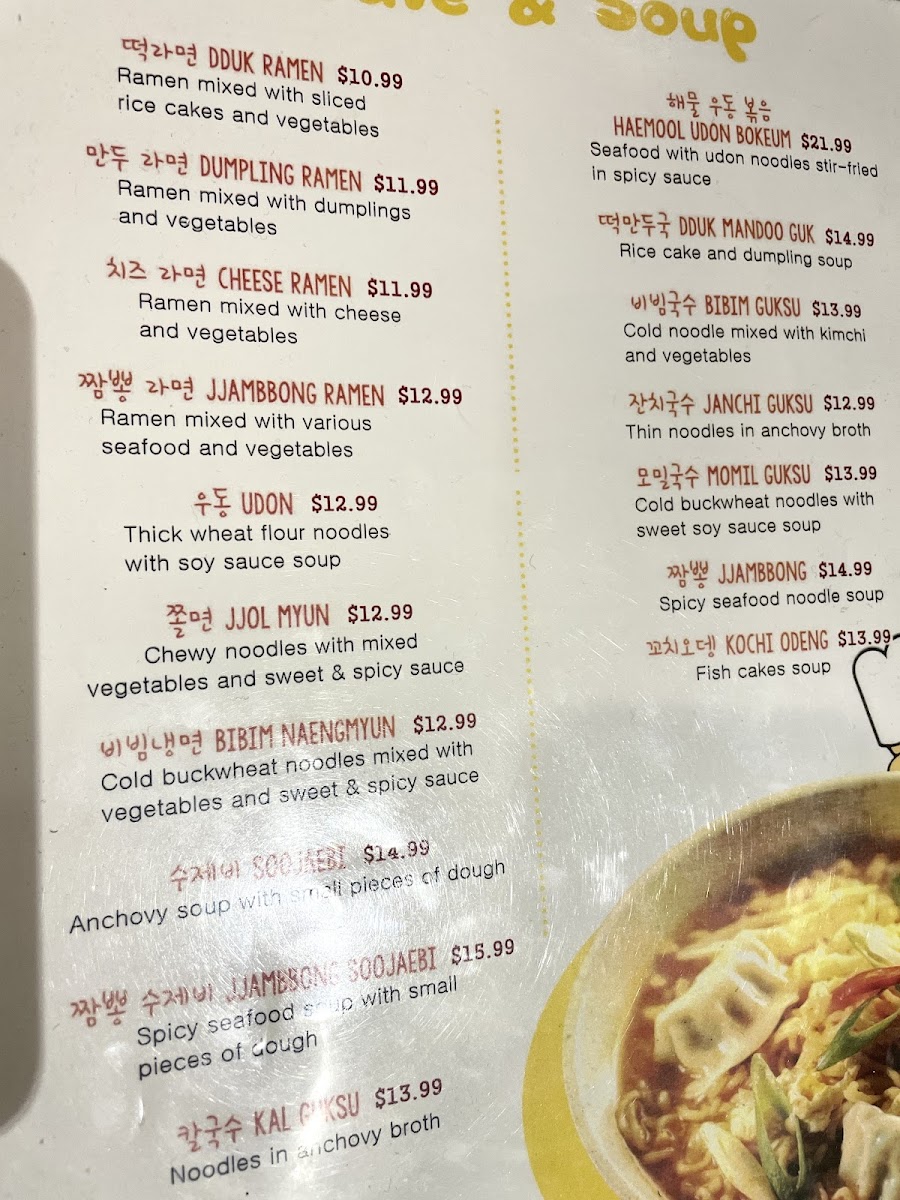 & Soup
떡라면 DDUK RAMEN $10.99
Ramen mixed with sliced
rice cakes and vegetables
만두 라면 DUMPLING RAMEN $11.99
Ramen mixed with dumplings
and vegetables
치즈 라면 CHEESE RAMEN $11.99
Ramen mixed with cheese
and vegetables
짬뽕 라면 JJAMBBONG RAMEN $12.99
Ramen mixed with various
seafood and vegetables
우동 UDON $12.99
Thick wheat flour noodles
with soy sauce soup
쫄면 JJOL MYUN $12.99
Chewy noodles with mixed
vegetables and sweet & spicy sauce
비빔냉면 BIBIM NAENGMYUN $12.99
Cold buckwheat noodles mixed with
vegetables and sweet & spicy sauce
수제비 SOOJAEBI $14.99
Anchovy soup with small pieces of dough
짬뽕 수제비 JJAMBBONG SOOJAEBI $15.99
Spicy seafood soup with small
pieces of dough
칼국수 KAL GUKSU $13.99
Noodles in anchovy broth
해물 우동 볶음
HAEMOOL UDON BOKEUM $21.99
Seafood with udon noodles stir-fried
in spicy sauce
떡만두국 DDUK MANDOO GUK $14.99
Rice cake and dumpling soup
비빔국수 BIBIM GUKSU $13.99
Cold noodle mixed with kimchi
and vegetables
잔치국수 JANCHI GUKSU $12.99
Thin noodles in anchovy broth
모밀국수 MOMIL GUKSU $13.99
Cold buckwheat noodles with
sweet soy sauce soup
짬뽕 JJAMBBONG $14.99
Spicy seafood noodle soup
꼬치오뎅 KOCHI ODENG $13.99
Fish cakes soup